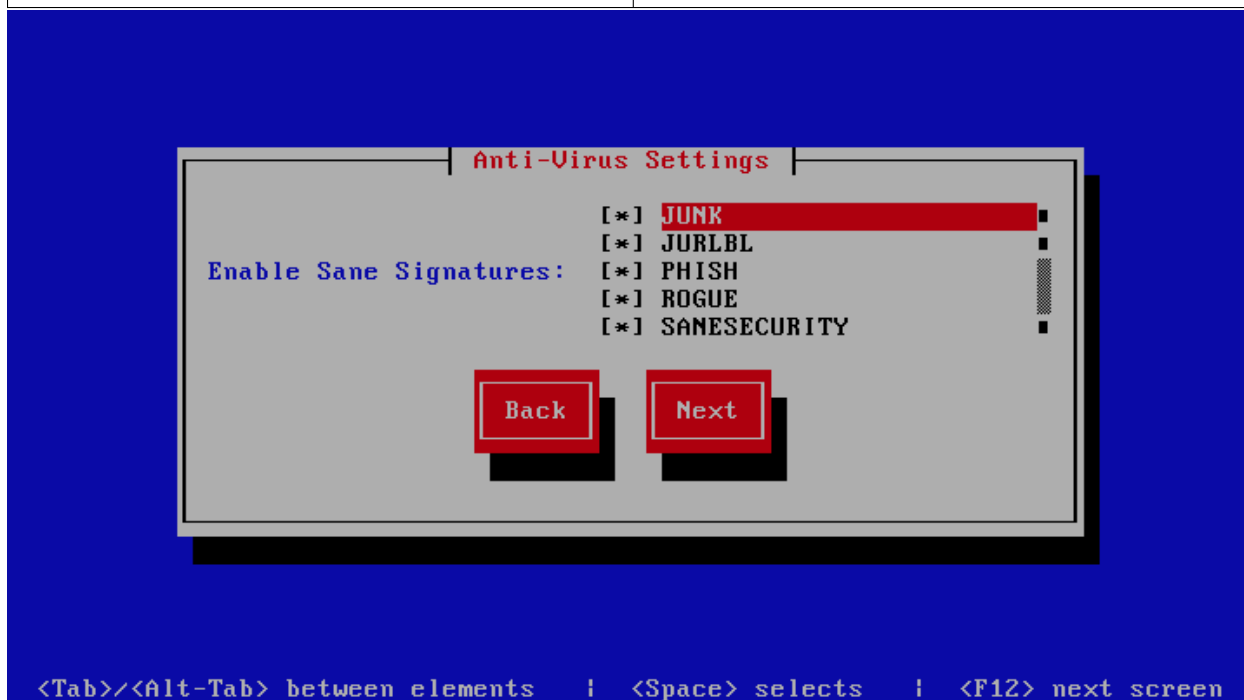 Anti-Virus Settings
[*] JUNK
[*] JURLBL
Enable Sane Signatures: [*] PHISH
[*] ROGUE
[*] SANESECURITY
Back Next
<Tab>/<Alt-Tab> between elements | <Space> selects | <F12> next screen